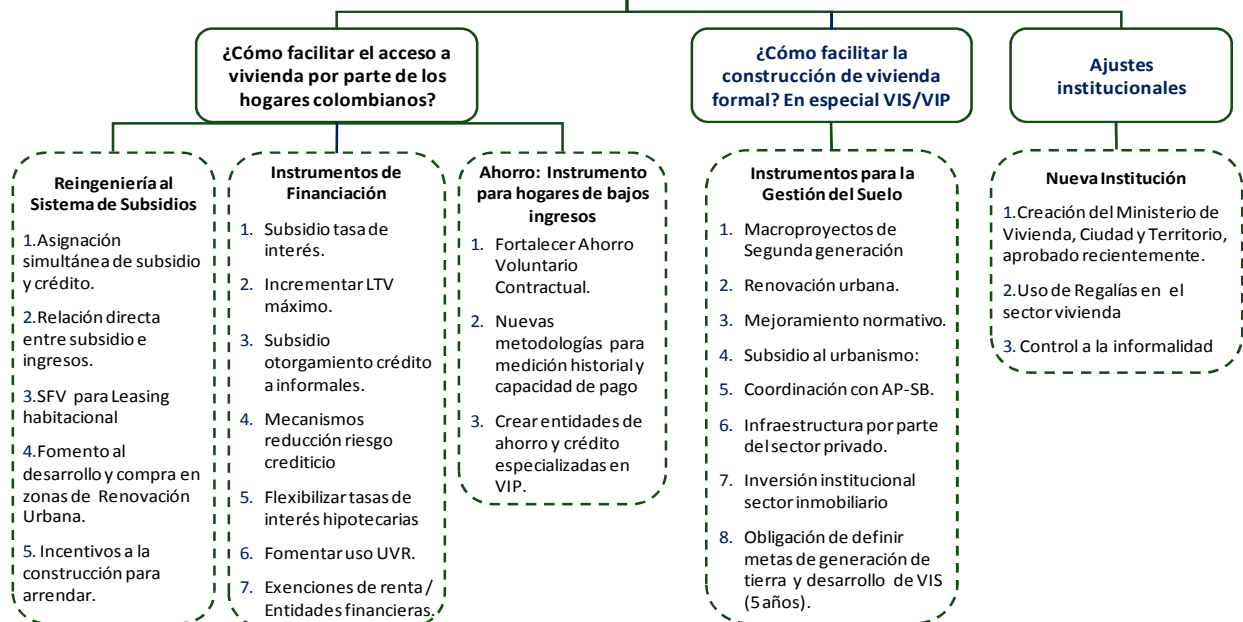 ¿Cómo facilitar el acceso a
vivienda por parte de los
hogares colombianos?
¿Cómo facilitar la
construcción de vivienda
formal? En especial VIS/VIP
Ajustes
institucionales
Reingeniería al
Sistema de Subsidios
1.Asignación
simultánea de subsidio
y crédito.
2.Relación directa
entre subsidio e
ingresos.
3.SFV para Leasing
habitacional
4.Fomento al
desarrollo y compra en
zonas de Renovación
Urbana.
5. Incentivos a la
construcción para
arrendar.
Instrumentos de
Financiación
1. Subsidio tasa de
interés.
2. Incrementar LTV
máximo.
3. Subsidio
otorgamiento crédito
a informales.
4. Mecanismos
reducción riesgo
crediticio
5. Flexibilizar tasas de
interés hipotecarias
6. Fomentar uso UVR.
7. Exenciones de renta /
Entidades financieras.
Ahorro: Instrumento
para hogares de bajos
ingresos
1. Fortalecer Ahorro
Voluntario
Contractual.
2. Nuevas
metodologías para
medición historial y
capacidad de pago
3. Crear entidades de
ahorro y crédito
especializadas en
VIP.
Instrumentos para la
Gestión del Suelo
1. Macroproyectos de
Segunda generación
2. Renovación urbana.
3. Mejoramiento normativo.
4. Subsidio al urbanismo:
5. Coordinación con AP-SB.
6. Infraestructura por parte
del sector privado.
7. Inversión institucional
sector inmobiliario
8. Obligación de definir
metas de generación de
tierra y desarrollo de VIS
(5 años).
Nueva Institución
1.Creación del Ministerio de
Vivienda, Ciudad y Territorio,
aprobado recientemente.
2.Uso de Regalías en el
sector vivienda
3. Control a la informalidad